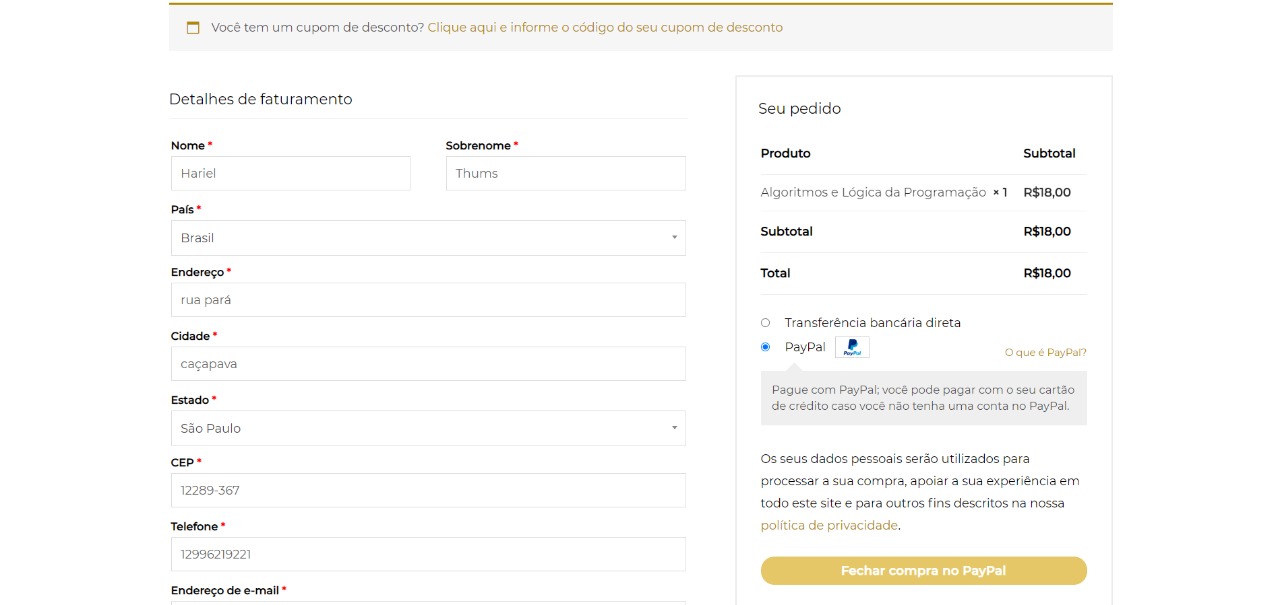 Você tem um cupom de desconto? Clique aqui e informe o código do seu cupom de desconto
Detalhes de faturamento
Nome *
Sobrenome *
Hariel
Thums
País *
Brasil
Endereço *
rua pará
Cidade *
caçapava
Estado *
São Paulo
CEP *
12289-367
Telefone *
12996219221
Endereço de e-mail *
Seu pedido
Produto Subtotal
Algoritmos e Lógica da Programação × 1 R$18,00
Subtotal R$18,00
Total R$18,00
Transferência bancária direta
PayPal PayPal O que é PayPal?
Pague com PayPal; você pode pagar com o seu cartão
de crédito caso você não tenha uma conta no PayPal.
Os seus dados pessoais serão utilizados para
processar a sua compra, apoiar a sua experiência em
todo este site e para outros fins descritos na nossa
política de privacidade.
Fechar compra no PayPal